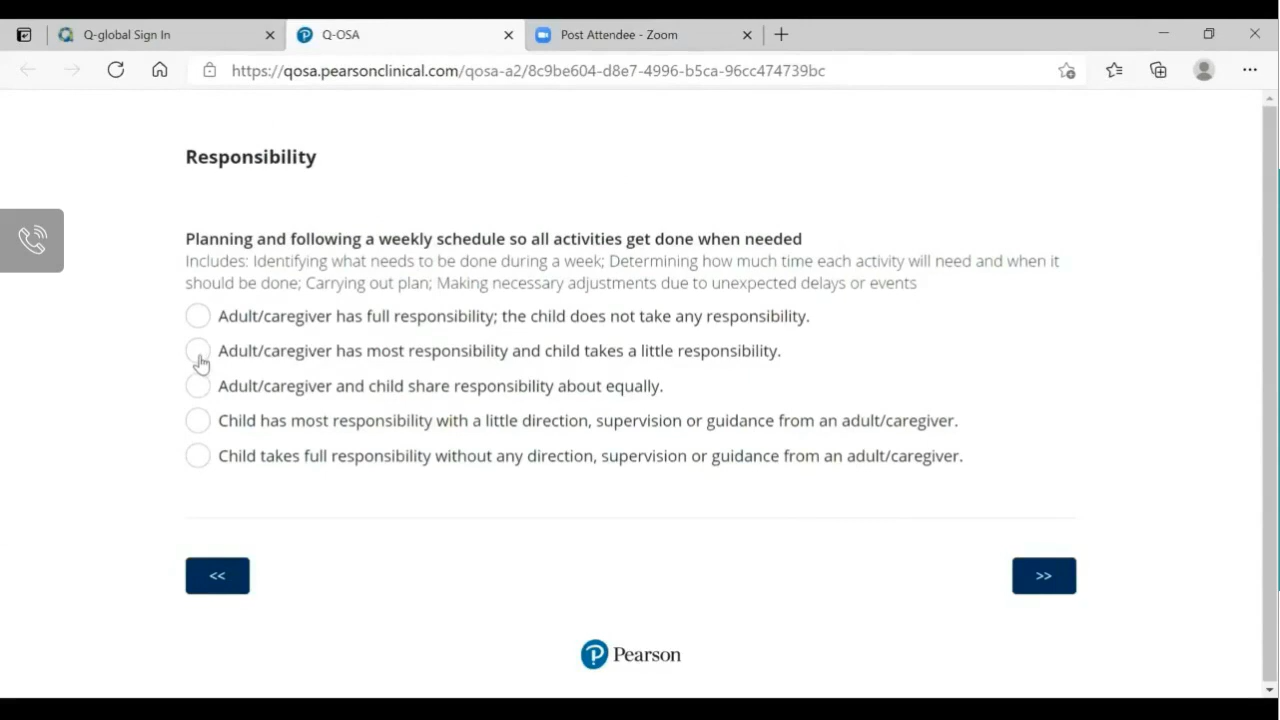 Q-global Sign In
Q-OSA
Post Attendee - Zoom
https://qosa.pearsonclinical.com/qosa-a2/8c9be604-d8e7-4996-b5ca-96cc474739bc
Responsibility
Planning and following a weekly schedule so all activities get done when needed
Includes: Identifying what needs to be done during a week; Determining how much time each activity will need and when it
should be done; Carrying out plan; Making necessary adjustments due to unexpected delays or events
Adult/caregiver has full responsibility; the child does not take any responsibility.
Adult/caregiver has most responsibility and child takes a little responsibility.
Adult/caregiver and child share responsibility about equally.
Child has most responsibility with a little direction, supervision or guidance from an adult/caregiver.
Child takes full responsibility without any direction, supervision or guidance from an adult/caregiver.
<<
>>
Pearson